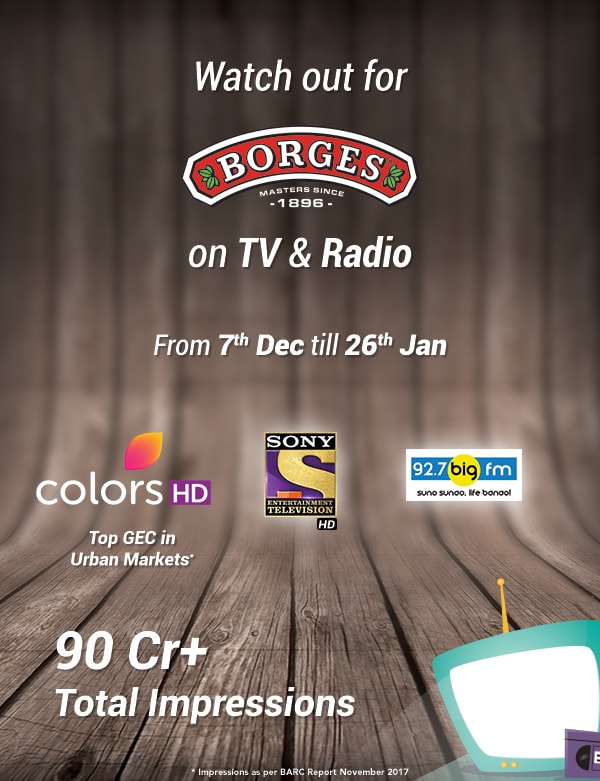 Watch out for
BORGES
MASTERS SINCE
- 1896 -
on TV & Radio
From 7th Dec till 26th Jan
colors HD
Top GEC in
Urban Markets*
SONY
S
ENTERTAINMENT
TELEVISION
HD
92.7 big fm
suno sunao, life banao!
90 Cr+
Total Impressions
* Impressions as per BARC Report November 2017